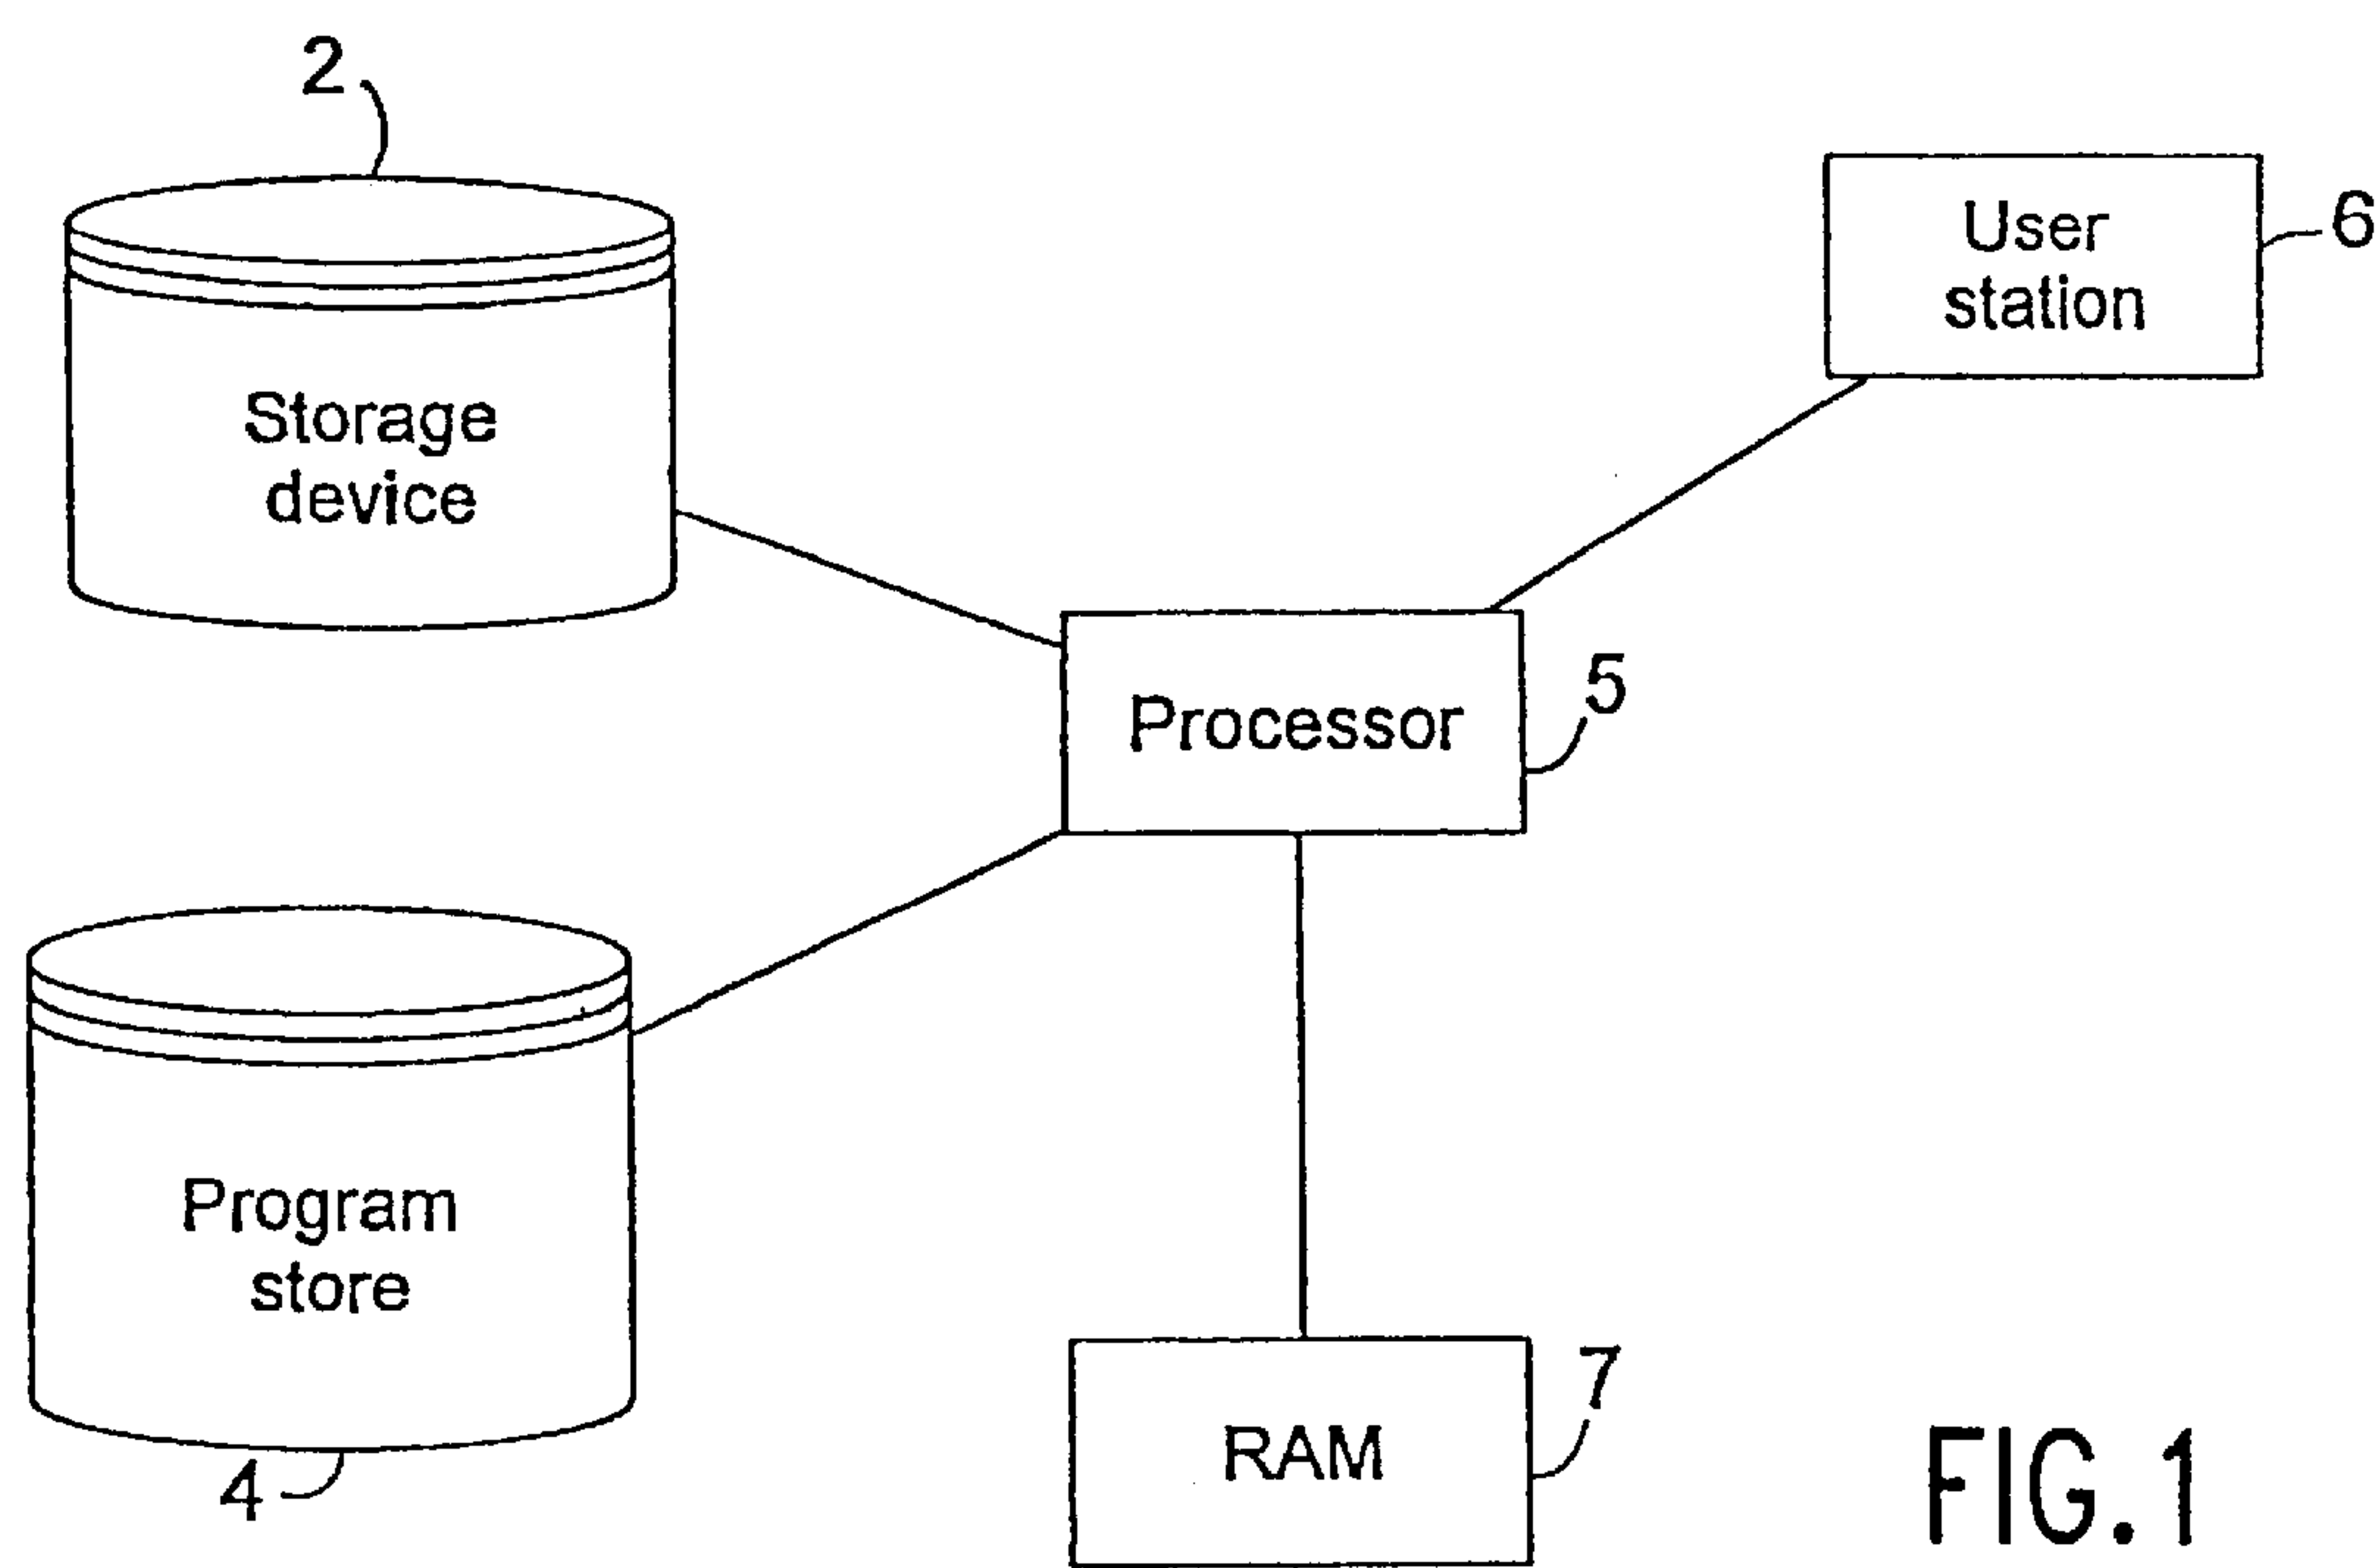 2
Storage
device
User
station
6
Processor
5
Program
store
4
RAM
7
FIG.1